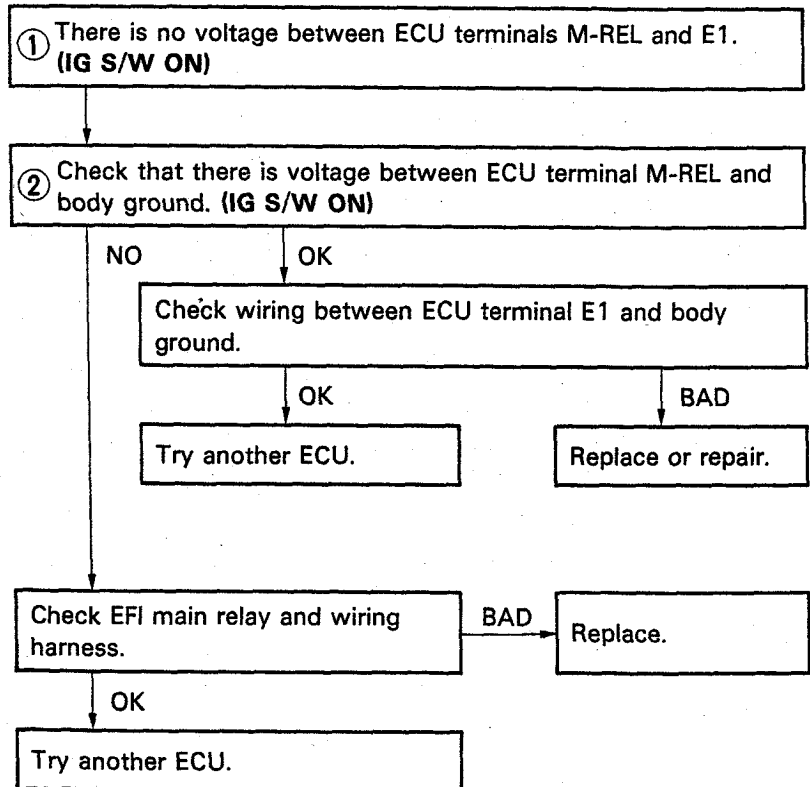 ① There is no voltage between ECU terminals M-REL and E1.
(IG S/W ON)
② Check that there is voltage between ECU terminal M-REL and
body ground. (IG S/W ON)
NO
OK
Check wiring between ECU terminal E1 and body
ground.
OK
BAD
Try another ECU.
Replace or repair.
Check EFI main relay and wiring
harness.
BAD
Replace.
OK
Try another ECU.